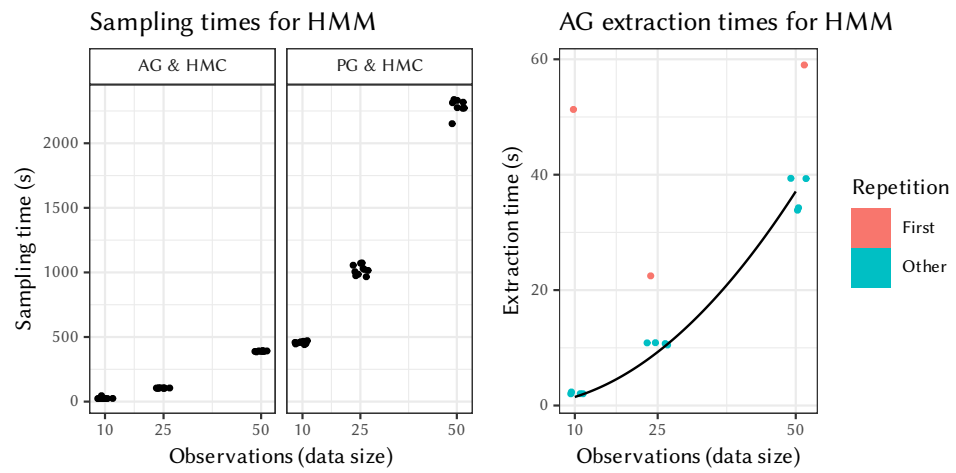 Sampling times for HMM
AG & HMC
PG & HMC
2000
1000
500
0
10
25
50
10
25
50
Sampling time (s)
Observations (data size)
AG extraction times for HMM
60
40
20
0
10
25
50
Extraction time (s)
Observations (data size)
Repetition
First
Other